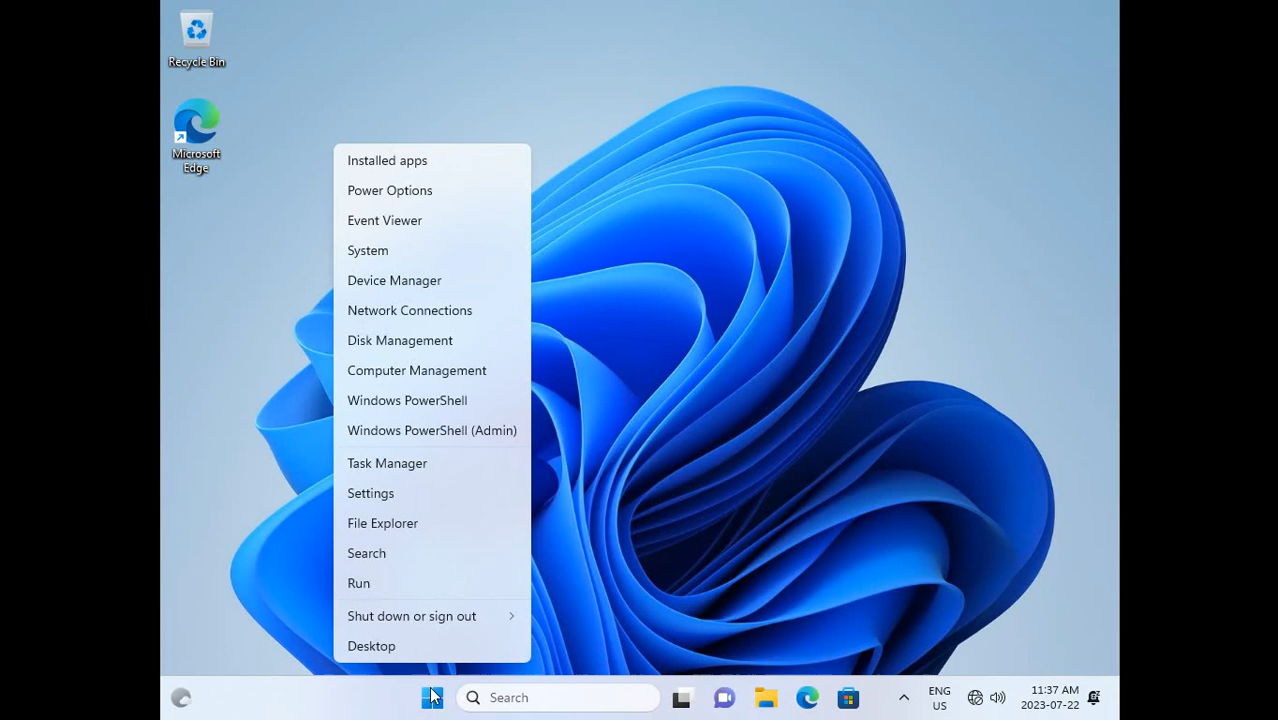 Recycle Bin
Microsoft
Edge
Installed apps
Power Options
Event Viewer
System
Device Manager
Network Connections
Disk Management
Computer Management
Windows PowerShell
Windows PowerShell (Admin)
Task Manager
Settings
File Explorer
Search
Run
Shut down or sign out
Desktop
Search
ENG
US
11:37 AM
2023-07-22